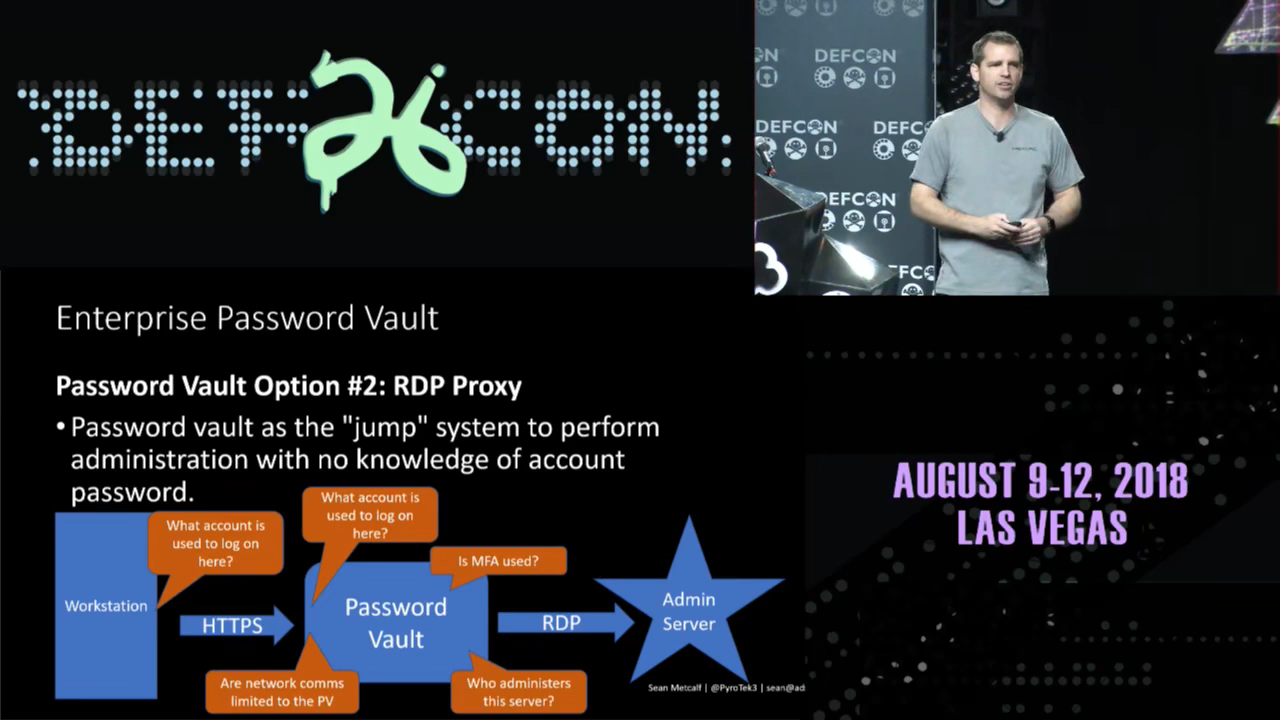 DEF 26 CON
DEFCON
DEFCON
DEFCON
Enterprise Password Vault
Password Vault Option #2: RDP Proxy
• Password vault as the "jump" system to perform
administration with no knowledge of account
password.
What account is
used to log on
here?
What account is
used to log on
here?
Is MFA used?
Workstation
HTTPS
Password
Vault
RDP
Admin
Server
Are network comms
limited to the PV
Who administers
this server?
Sean Metcalf | @PyroTek3 | sean@ad
AUGUST 9-12, 2018
LAS VEGAS